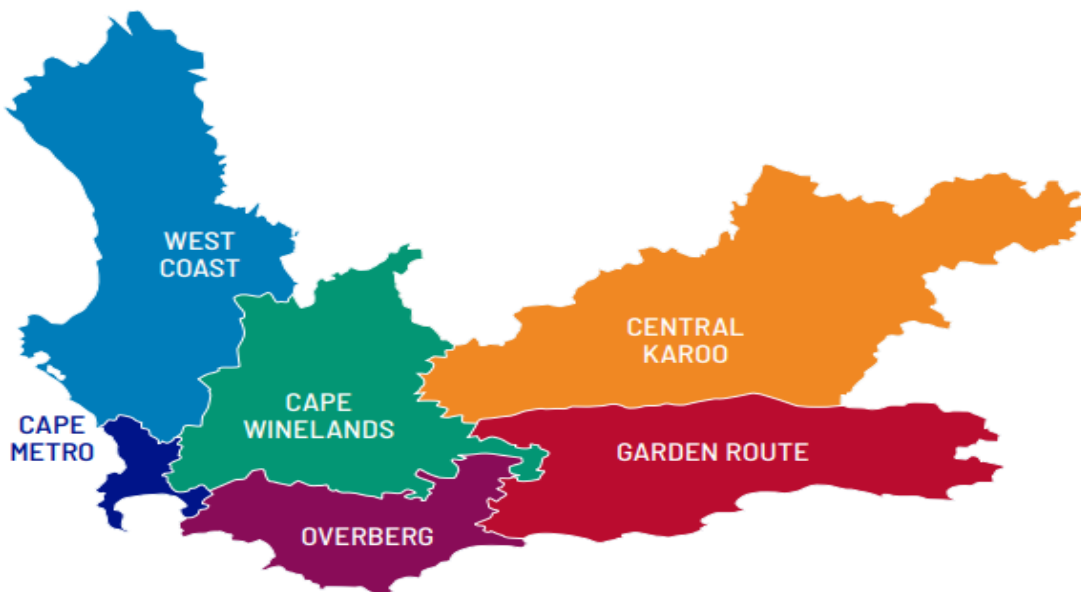 WEST
COAST
CENTRAL
KAROO
CAPE
WINELANDS
CAPE
METRO
GARDEN ROUTE
OVERBERG